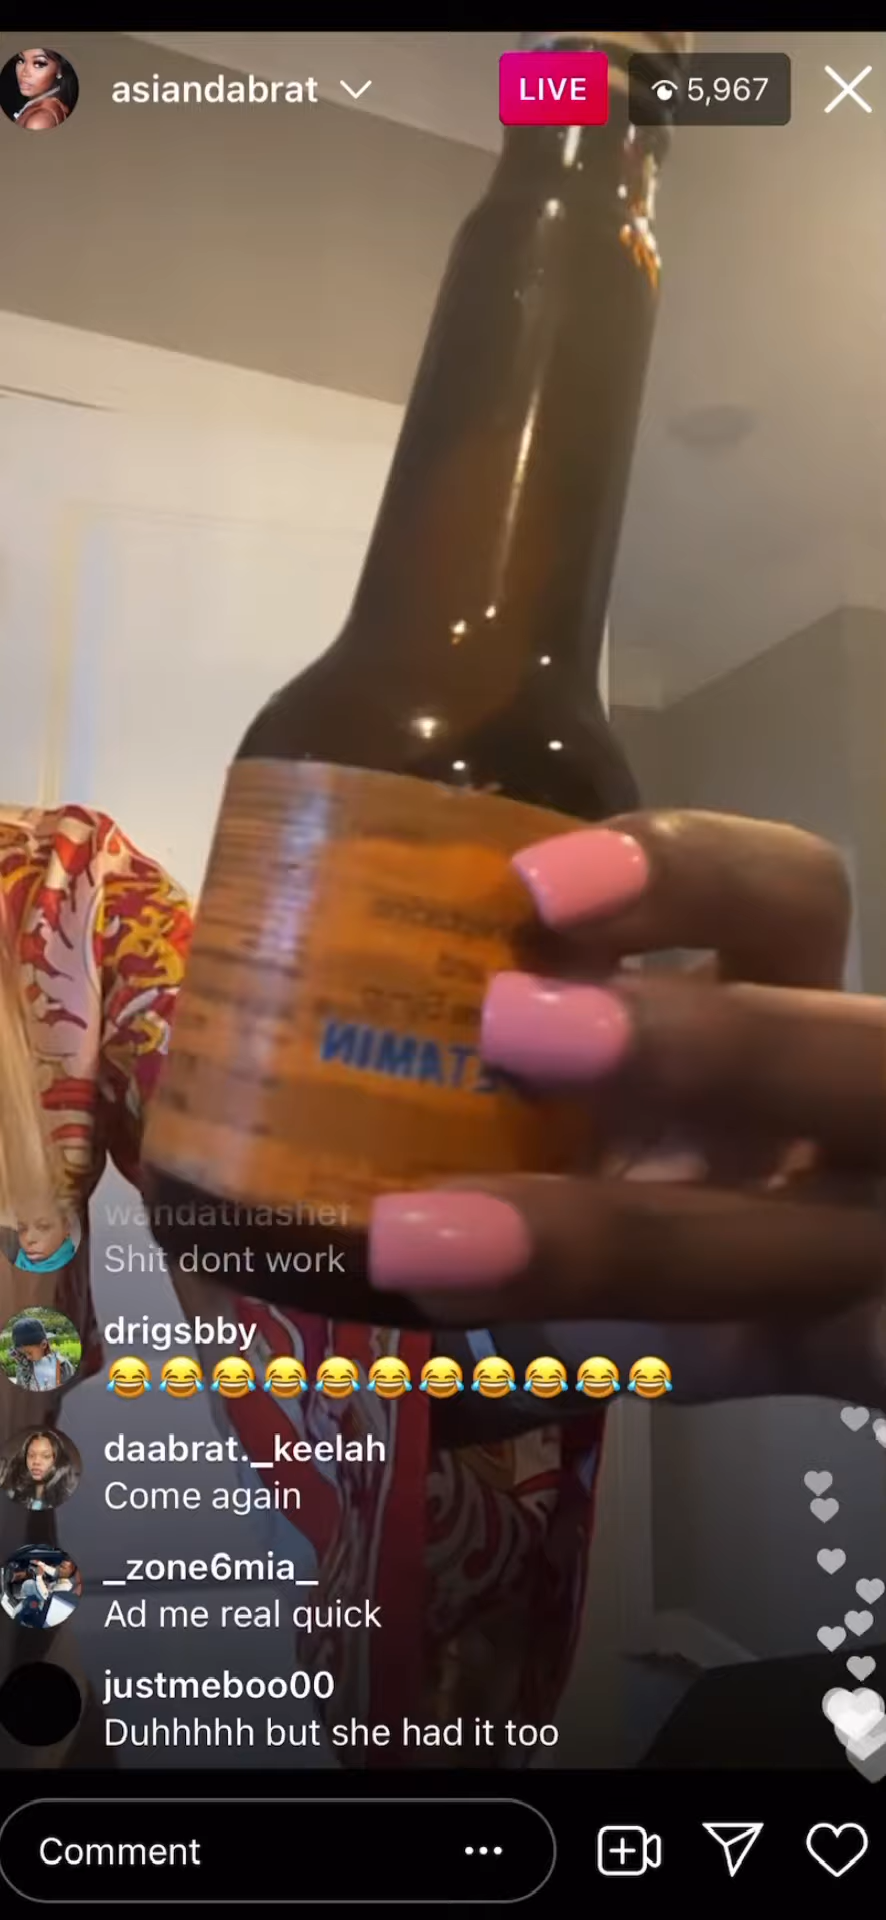 asiandabrat
LIVE
5,967
wandathashef
Shit dont work
drigsbby
😂😂😂😂😂😂😂😂😂😂😂
daabrat._keelah
Come again
_zone6mia_
Ad me real quick
justmeboo00
Duhhhhh but she had it too
Comment